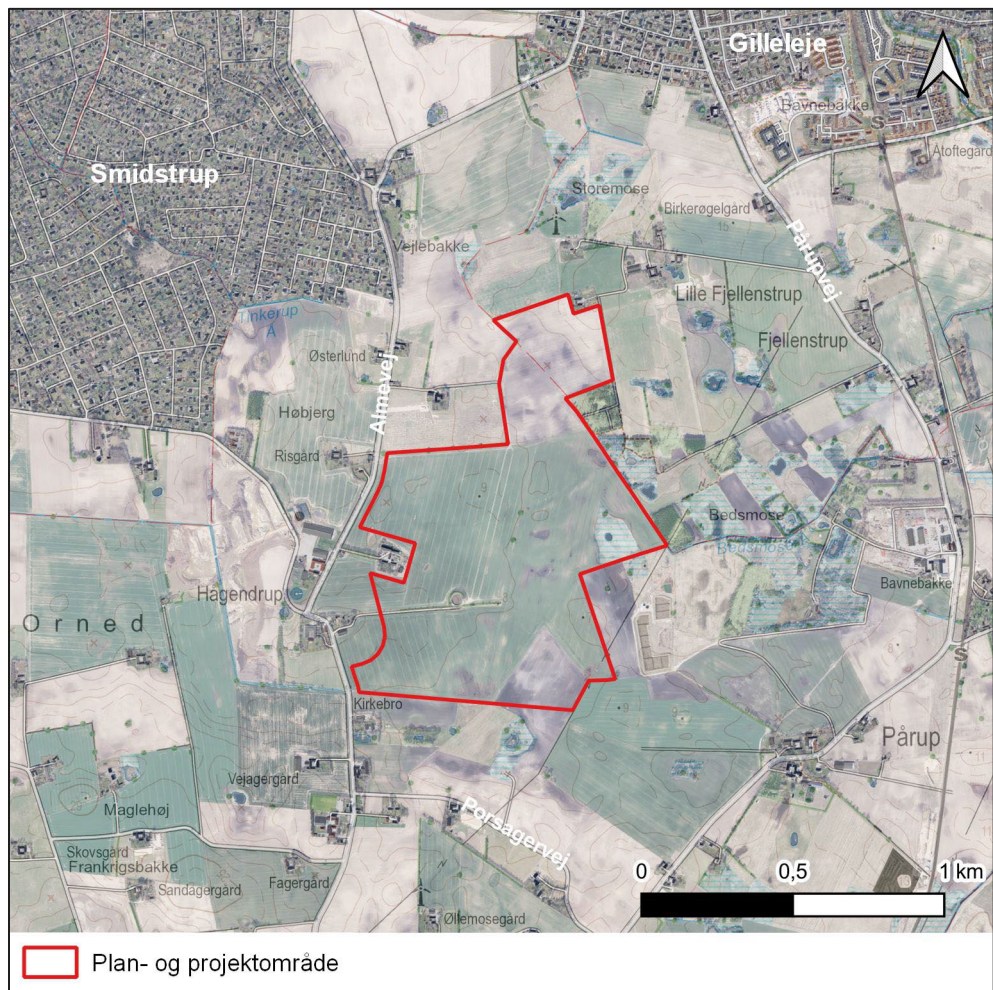 Gilleleje
Bavnebakke
S
Atoftegård
Smidstrup
Storemose
Birkerøgelgård
Vejlebakke
Pårupvej
Lille Fjellenstrup
Tinkerup
Å
Fjellenstrup
Østerlund
Almevej
Høbjerg
Risgård
Bedsmose
Bedsmose
Hagendrup
Bavnebakke
Orned
S
Kirkebro
Pårup
Vejagergård
Maglehøj
Porsagervej
Skovsgård
Frankrigsbakke
Sandagergård
Fagergård
Øllemosegård
0 0,5 1 km
Plan- og projektområde